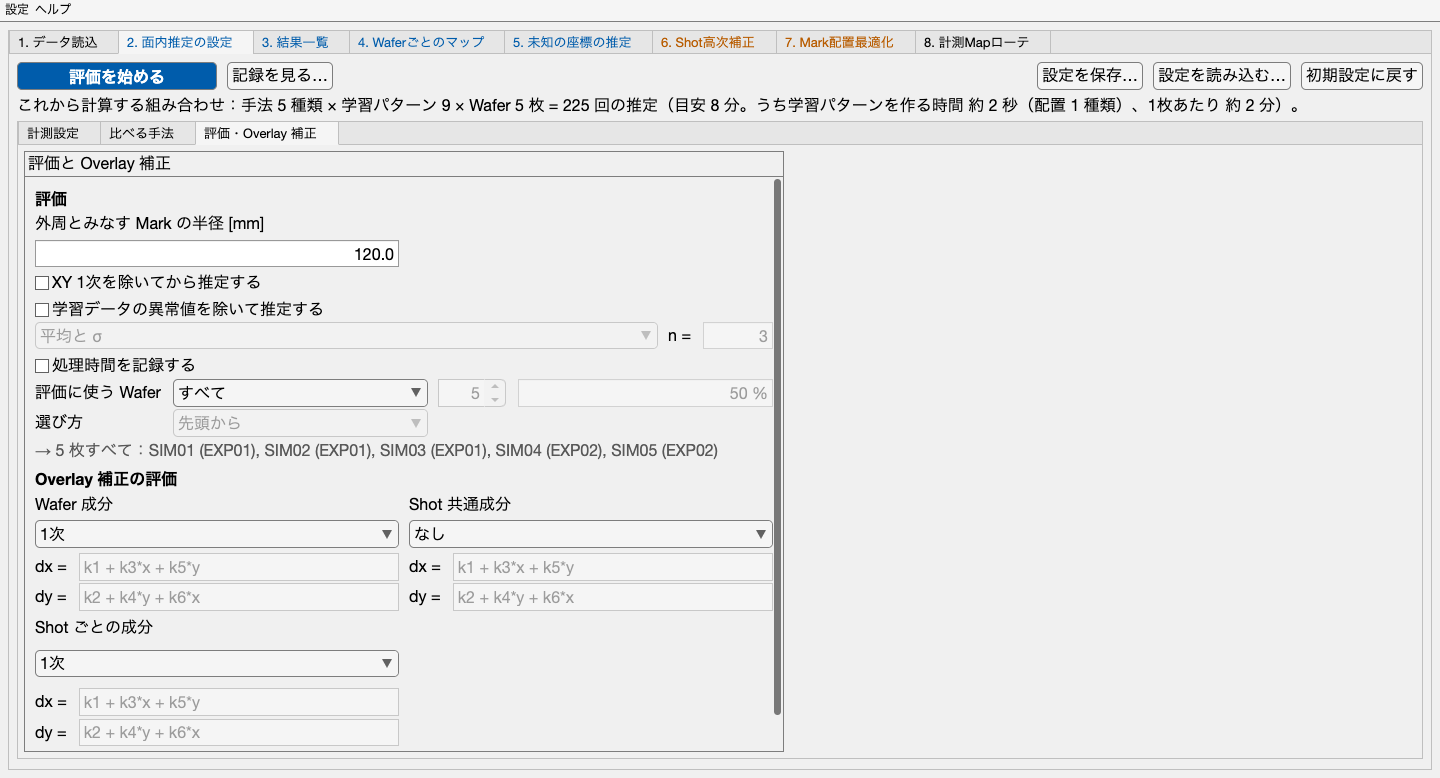 設定 ヘルプ
1. データ読込 2. 面内推定の設定 3. 結果一覧 4. Waferごとのマップ 5. 未知の座標の推定 6. Shot高次補正 7. Mark配置最適化 8. 計測Mapローテ
評価を始める 記録を見る... 設定を保存... 設定を読み込む... 初期設定に戻す
これから計算する組み合わせ：手法 5 種類 × 学習パターン 9 × Wafer 5 枚 = 225 回の推定（目安 8 分。うち学習パターンを作る時間 約 2 秒（配置 1 種類）、1枚あたり 約 2 分）。
計測設定 比べる手法 評価・Overlay 補正
評価と Overlay 補正
評価
外周とみなす Mark の半径 [mm]
120.0
XY 1次を除いてから推定する
学習データの異常値を除いて推定する
平均と σ n = 3
処理時間を記録する
評価に使う Wafer すべて 5 50 %
選び方 先頭から
→ 5 枚すべて：SIM01 (EXP01), SIM02 (EXP01), SIM03 (EXP01), SIM04 (EXP02), SIM05 (EXP02)
Overlay 補正の評価
Wafer 成分 Shot 共通成分
1次 なし
dx = k1 + k3*x + k5*y dx = k1 + k3*x + k5*y
dy = k2 + k4*y + k6*x dy = k2 + k4*y + k6*x
Shot ごとの成分
1次
dx = k1 + k3*x + k5*y
dy = k2 + k4*y + k6*x